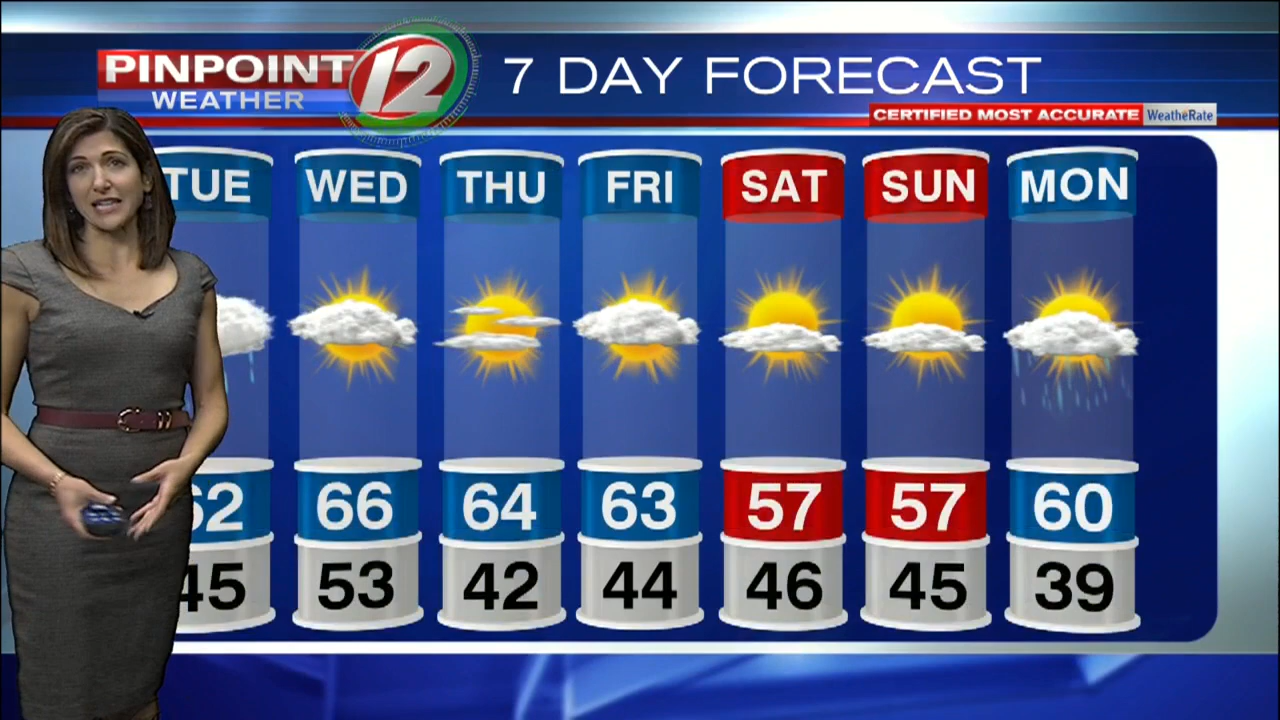 PINPOINT 12
WEATHER
7 DAY FORECAST
CERTIFIED MOST ACCURATE WeatheRate
TUE WED THU FRI SAT SUN MON
62 66 64 63 57 57 60
45 53 42 44 46 45 39